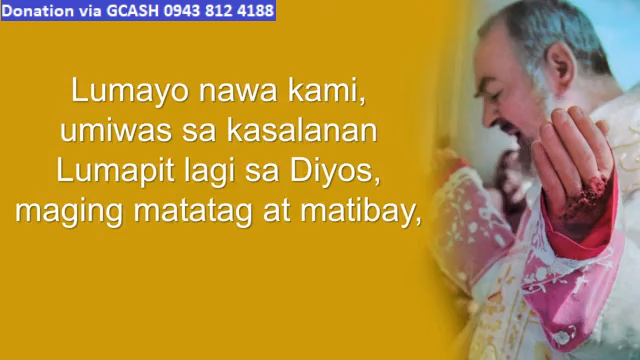 Donation via GCASH 0943 812 4188
Lumayo nawa kami,
umiwas sa kasalanan
Lumapit lagi sa Diyos,
maging matatag at matibay,